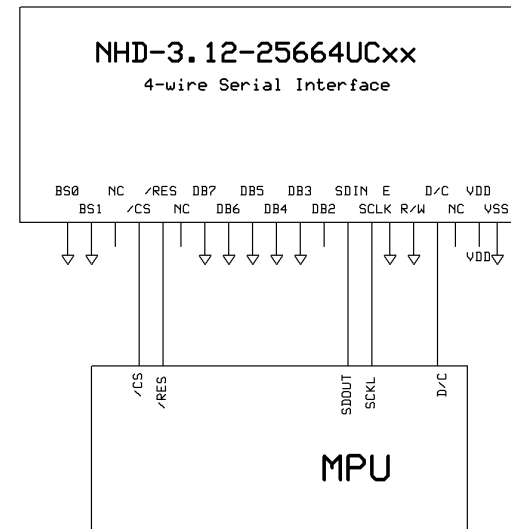 NHD-3.12-25664UCxx
4-wire Serial Interface
BS0 NC /RES DB7 DB5 DB3 SDIN E D/C VDD
BS1 /CS NC DB6 DB4 DB2 SCLK R/W NC VSS
VDD
/CS /RES SDOUT SCKL D/C
MPU